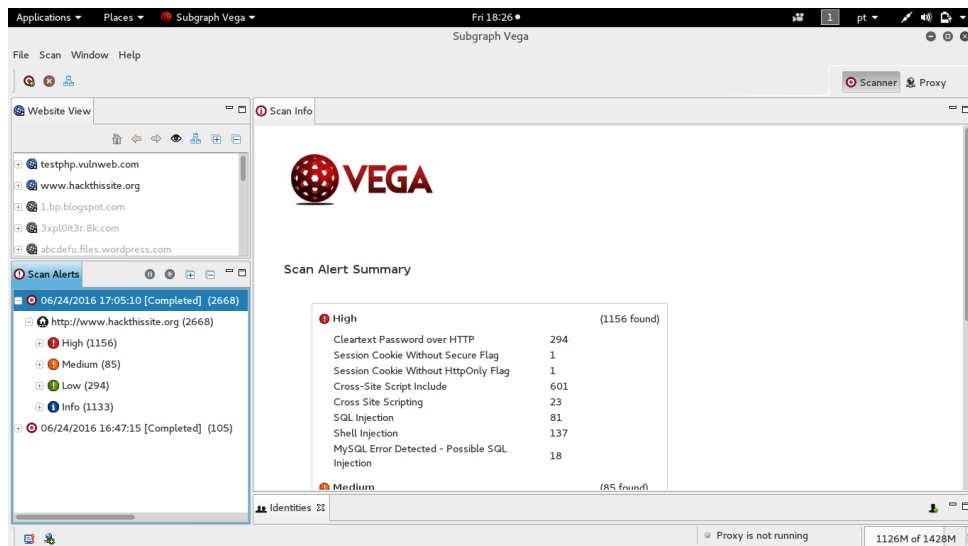 Applications Places Subgraph Vega Fri 18:26 1 pt
Subgraph Vega
File Scan Window Help
Scanner Proxy
Website View
testphp.vulnweb.com
www.hackthissite.org
1.bp.blogspot.com
3xpl0it3r.8k.com
abcdefu.files.wordpress.com
Scan Alerts
06/24/2016 17:05:10 [Completed] (2668)
http://www.hackthissite.org (2668)
High (1156)
Medium (85)
Low (294)
Info (1133)
06/24/2016 16:47:15 [Completed] (105)
Scan Info
VEGA
Scan Alert Summary
High (1156 found)
Cleartext Password over HTTP 294
Session Cookie Without Secure Flag 1
Session Cookie Without HttpOnly Flag 1
Cross-Site Script Include 601
Cross Site Scripting 23
SQL Injection 81
Shell Injection 137
MySQL Error Detected - Possible SQL
Injection 18
Medium (85 found)
Identities
Proxy is not running 1126M of 1428M